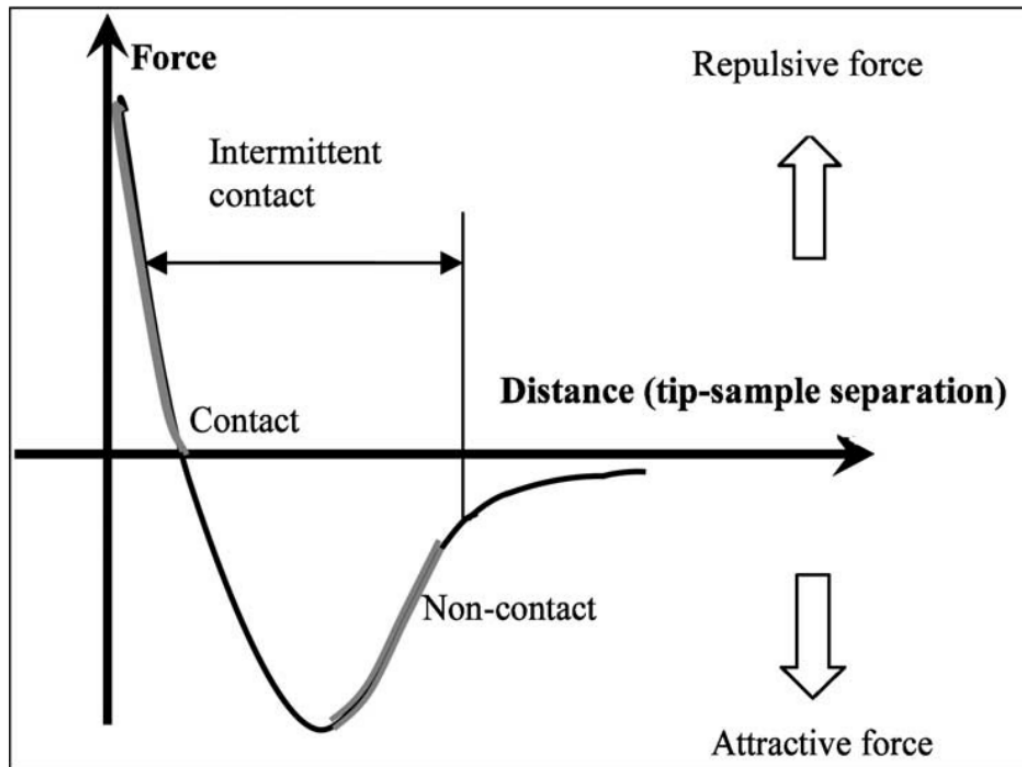 Force
Repulsive force
Intermittent
contact
Distance (tip-sample separation)
Contact
Non-contact
Attractive force